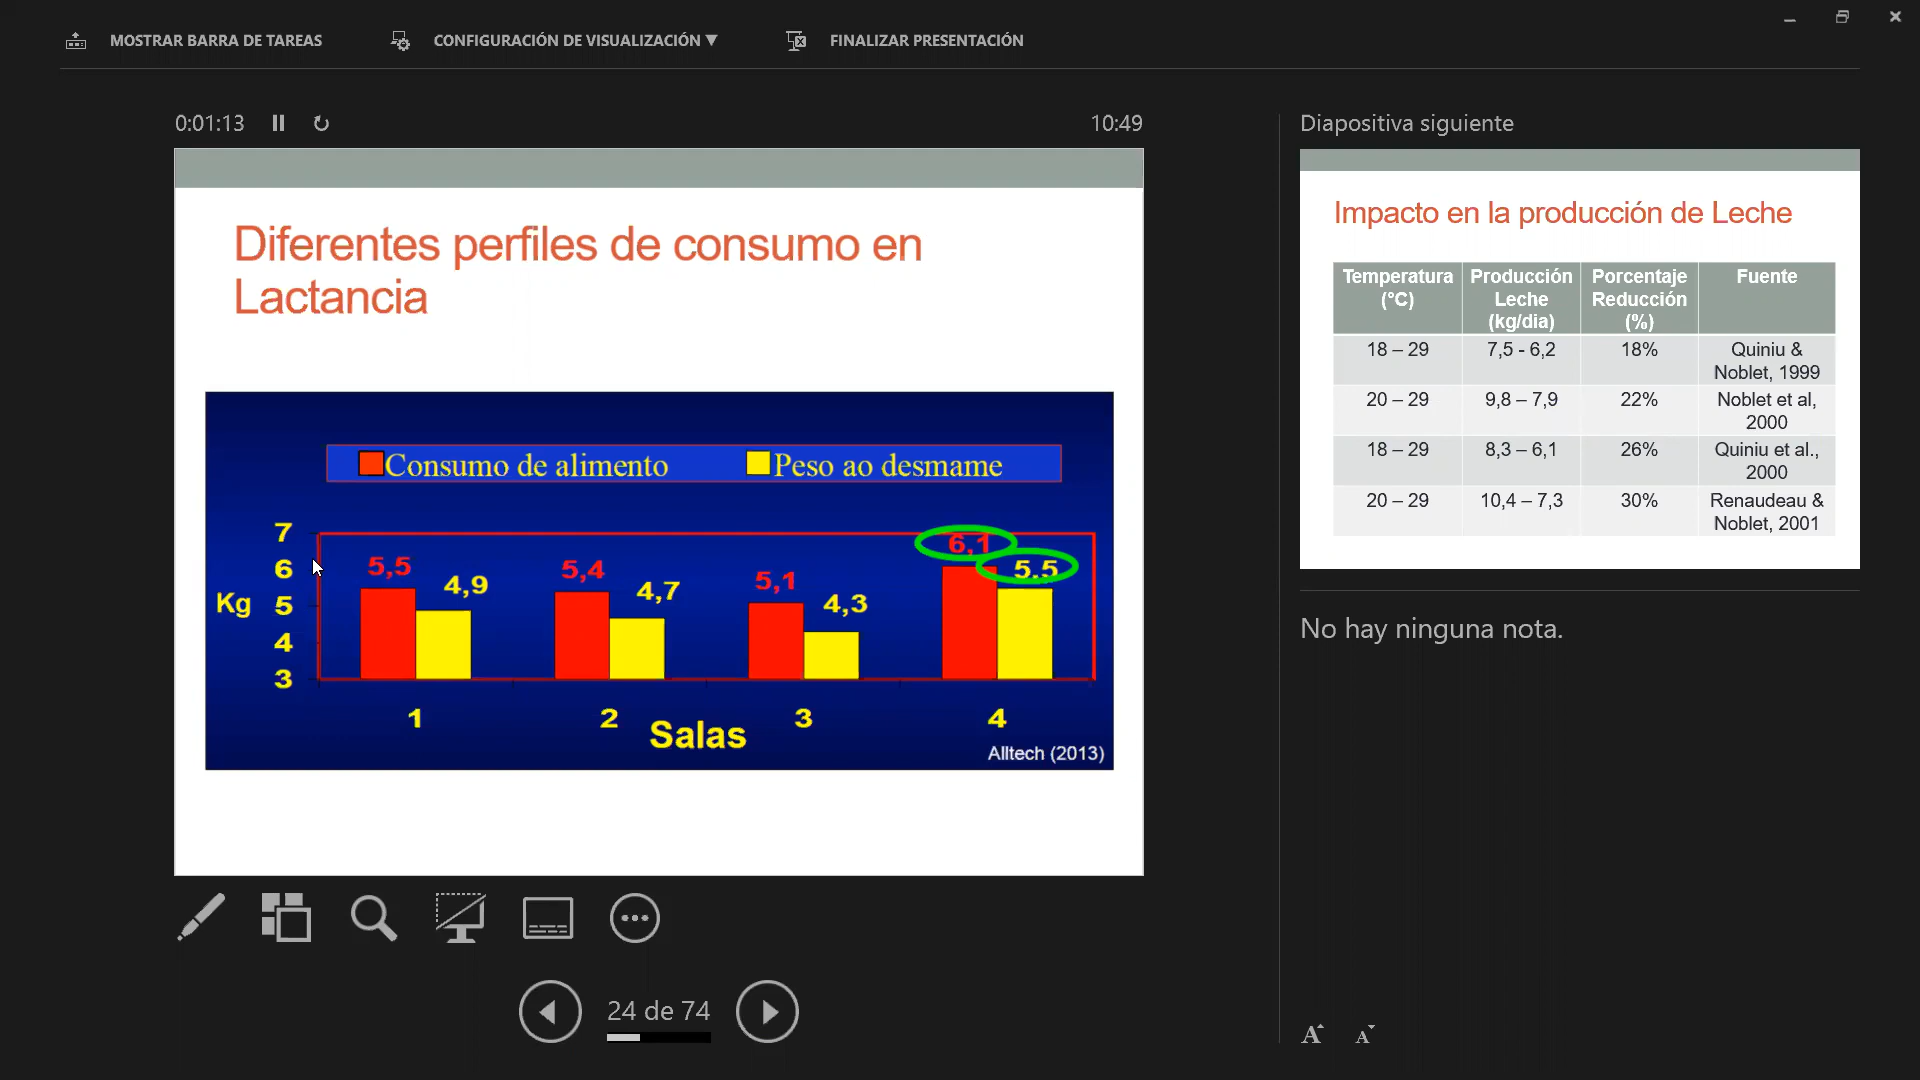 MOSTRAR BARRA DE TAREAS
CONFIGURACIÓN DE VISUALIZACIÓN ▼
FINALIZAR PRESENTACIÓN
0:01:13
10:49
Diferentes perfiles de consumo en
Lactancia
Consumo de alimento
Peso ao desmame
7
6
5
4
3
Kg
5,5
4,9
5,4
4,7
5,1
4,3
6,1
5,5
1
2
3
4
Salas
Alltech (2013)
24 de 74
Diapositiva siguiente
Impacto en la producción de Leche
Temperatura (°C) Producción Leche (kg/dia) Porcentaje Reducción (%) Fuente
18 – 29 7,5 - 6,2 18% Quiniu & Noblet, 1999
20 – 29 9,8 – 7,9 22% Noblet et al, 2000
18 – 29 8,3 – 6,1 26% Quiniu et al., 2000
20 – 29 10,4 – 7,3 30% Renaudeau & Noblet, 2001
No hay ninguna nota.
A A